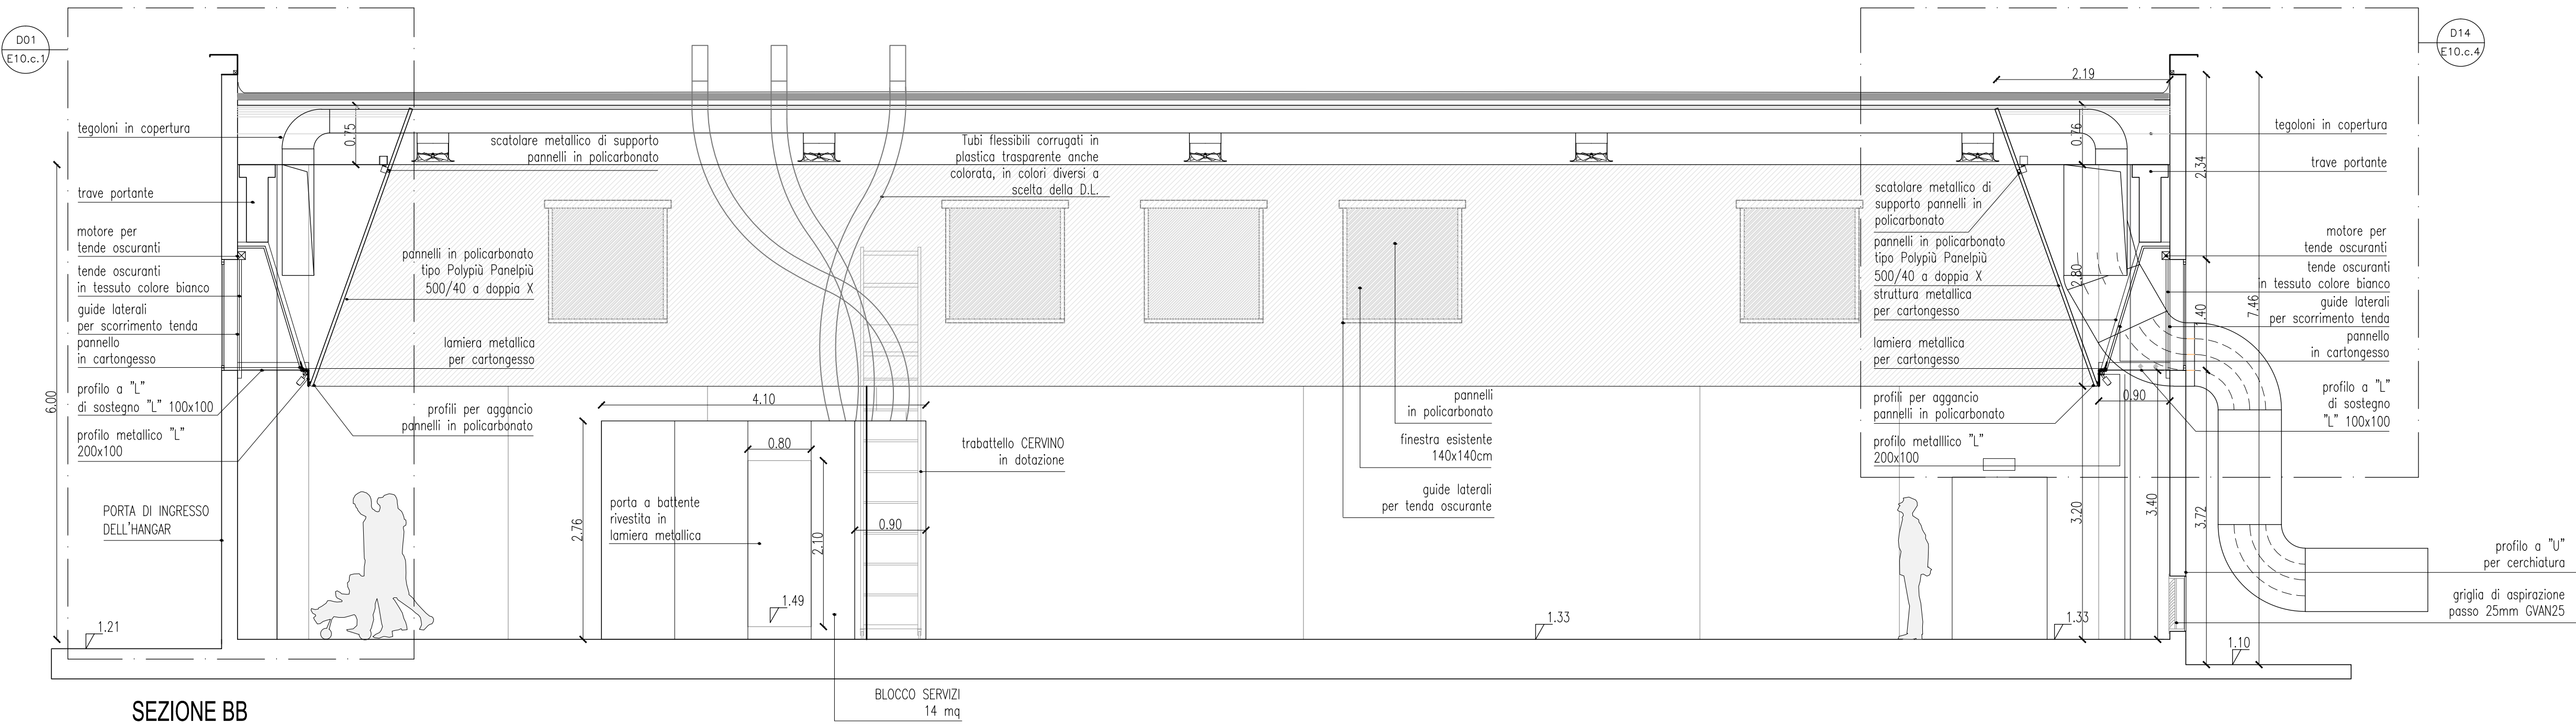 D01
E10.c.1
tegoloni in copertura
trave portante
motore per
tende oscuranti
tende oscuranti
in tessuto colore bianco
guide laterali
per scorrimento tenda
pannello
in cartongesso
profilo a "L"
di sostegno "L" 100x100
profilo metallico "L"
200x100
6.00
PORTA DI INGRESSO
DELL'HANGAR
1.21
0.75
scatolare metallico di supporto
pannelli in policarbonato
pannelli in policarbonato
tipo Polypiù Panelpiù
500/40 a doppia X
lamiera metallica
per cartongesso
profili per aggancio
pannelli in policarbonato
Tubi flessibili corrugati in
plastica trasparente anche
colorata, in colori diversi a
scelta della D.L.
4.10
0.80
2.76
porta a battente
rivestita in
lamiera metallica
2.10
0.90
1.49
trabattello CERVINO
in dotazione
BLOCCO SERVIZI
14 mq
pannelli
in policarbonato
finestra esistente
140x140cm
guide laterali
per tenda oscurante
1.33
D14
E10.c.4
2.19
0.76
scatolare metallico di
supporto pannelli in
policarbonato
pannelli in policarbonato
tipo Polypiù Panelpiù
500/40 a doppia X
struttura metallica
per cartongesso
lamiera metallica
per cartongesso
profili per aggancio
pannelli in policarbonato
profilo metalllico "L"
200x100
2.80
0.90
3.20
3.40
1.33
2.34
.40
7.46
3.72
1.10
tegoloni in copertura
trave portante
motore per
tende oscuranti
tende oscuranti
in tessuto colore bianco
guide laterali
per scorrimento tenda
pannello
in cartongesso
profilo a "L"
di sostegno
"L" 100x100
profilo a "U"
per cerchiatura
griglia di aspirazione
passo 25mm GVAN25
SEZIONE BB